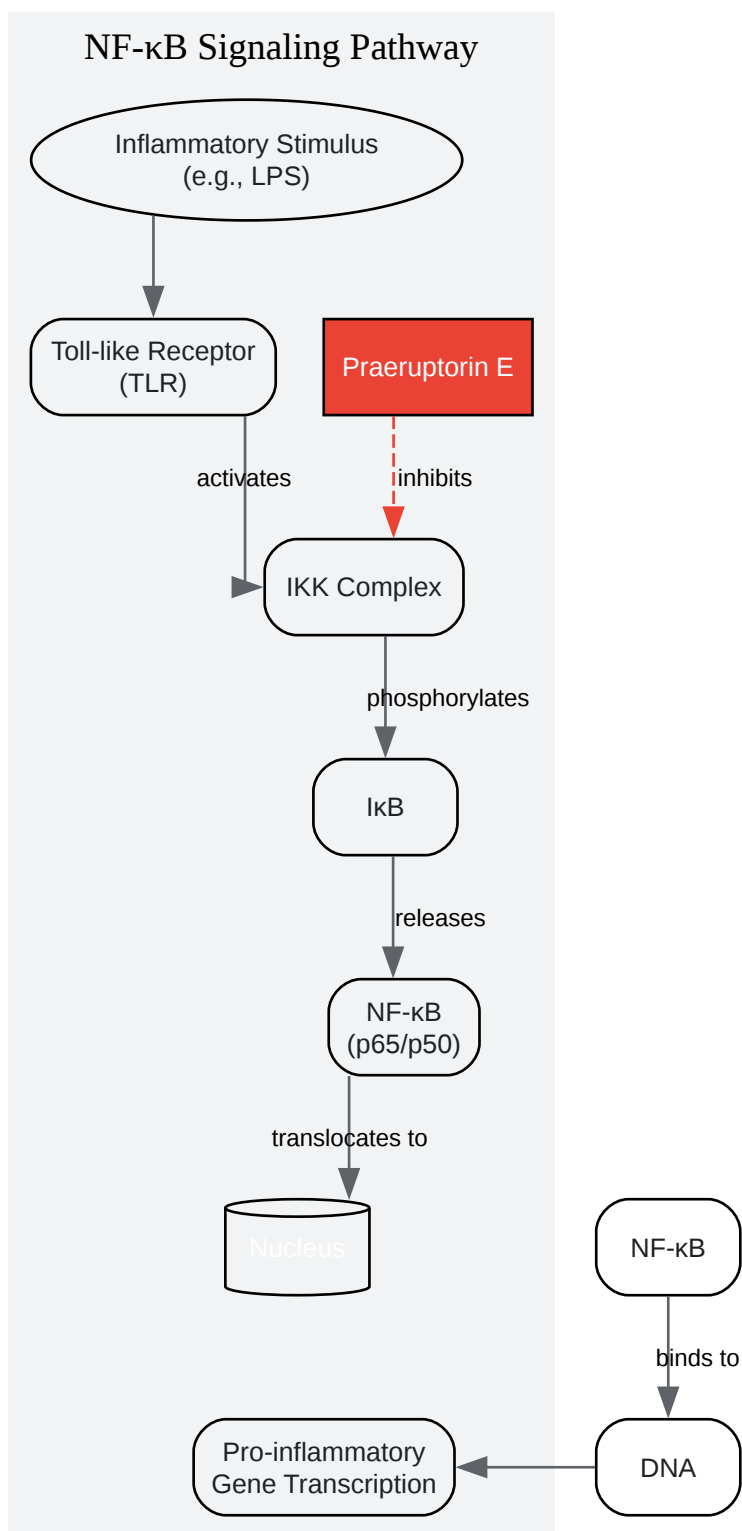 NF-κB Signaling Pathway
Inflammatory Stimulus
(e.g., LPS)
Toll-like Receptor
(TLR)
Praeruptorin E
activates
inhibits
IKK Complex
phosphorylates
IκB
releases
NF-κB
(p65/p50)
translocates to
Nucleus
NF-κB
binds to
Pro-inflammatory
Gene Transcription
DNA